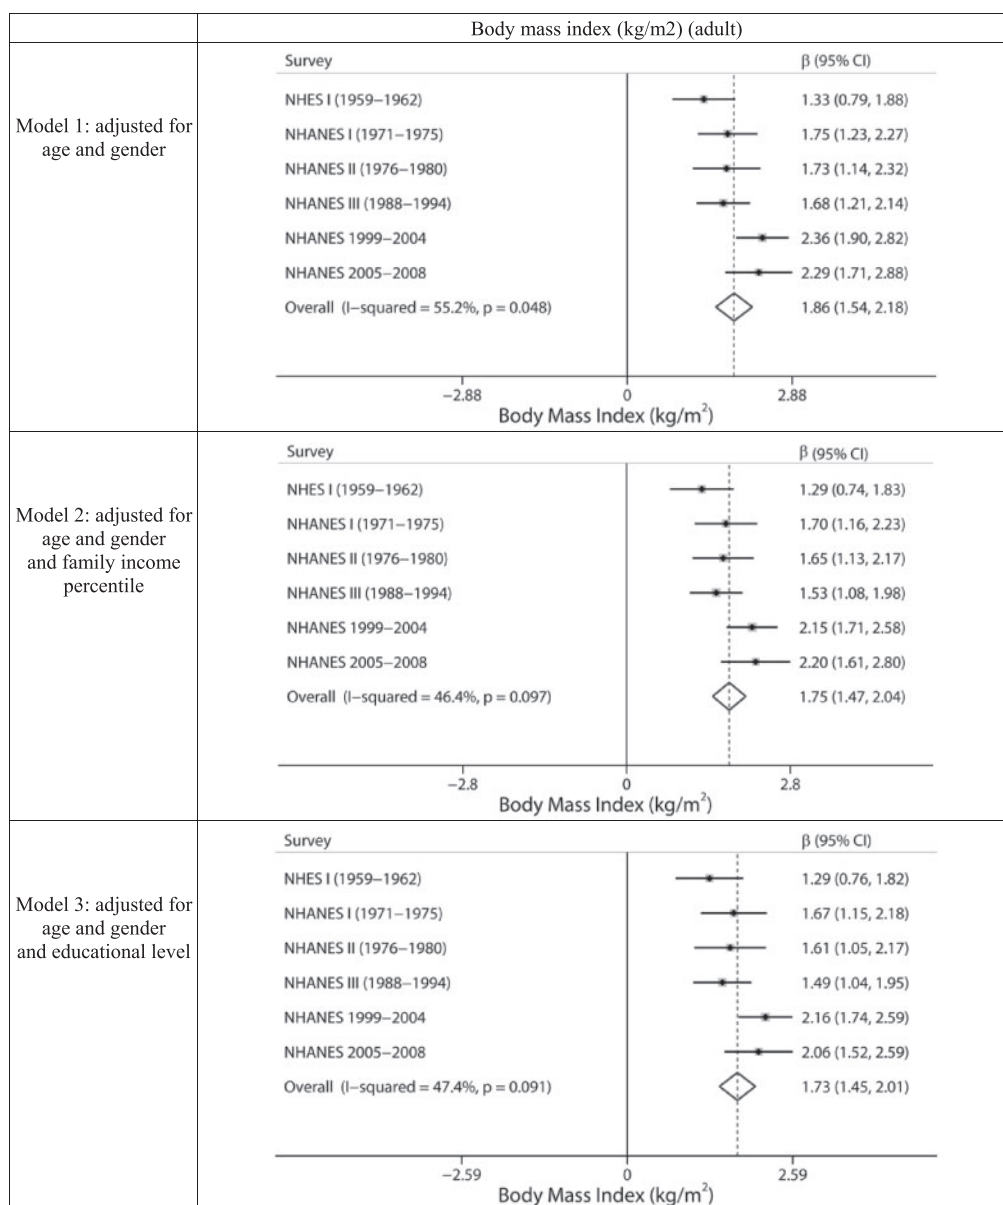 Body mass index (kg/m2) (adult)
Model 1: adjusted for
age and gender
Survey β (95% CI)
NHES I (1959−1962) 1.33 (0.79, 1.88)
NHANES I (1971−1975) 1.75 (1.23, 2.27)
NHANES II (1976−1980) 1.73 (1.14, 2.32)
NHANES III (1988−1994) 1.68 (1.21, 2.14)
NHANES 1999−2004 2.36 (1.90, 2.82)
NHANES 2005−2008 2.29 (1.71, 2.88)
Overall (I−squared = 55.2%, p = 0.048) 1.86 (1.54, 2.18)
−2.88 0 2.88
Body Mass Index (kg/m²)
Model 2: adjusted for
age and gender
and family income
percentile
Survey β (95% CI)
NHES I (1959−1962) 1.29 (0.74, 1.83)
NHANES I (1971−1975) 1.70 (1.16, 2.23)
NHANES II (1976−1980) 1.65 (1.13, 2.17)
NHANES III (1988−1994) 1.53 (1.08, 1.98)
NHANES 1999−2004 2.15 (1.71, 2.58)
NHANES 2005−2008 2.20 (1.61, 2.80)
Overall (I−squared = 46.4%, p = 0.097) 1.75 (1.47, 2.04)
−2.8 0 2.8
Body Mass Index (kg/m²)
Model 3: adjusted for
age and gender
and educational level
Survey β (95% CI)
NHES I (1959−1962) 1.29 (0.76, 1.82)
NHANES I (1971−1975) 1.67 (1.15, 2.18)
NHANES II (1976−1980) 1.61 (1.05, 2.17)
NHANES III (1988−1994) 1.49 (1.04, 1.95)
NHANES 1999−2004 2.16 (1.74, 2.59)
NHANES 2005−2008 2.06 (1.52, 2.59)
Overall (I−squared = 47.4%, p = 0.091) 1.73 (1.45, 2.01)
−2.59 0 2.59
Body Mass Index (kg/m²)